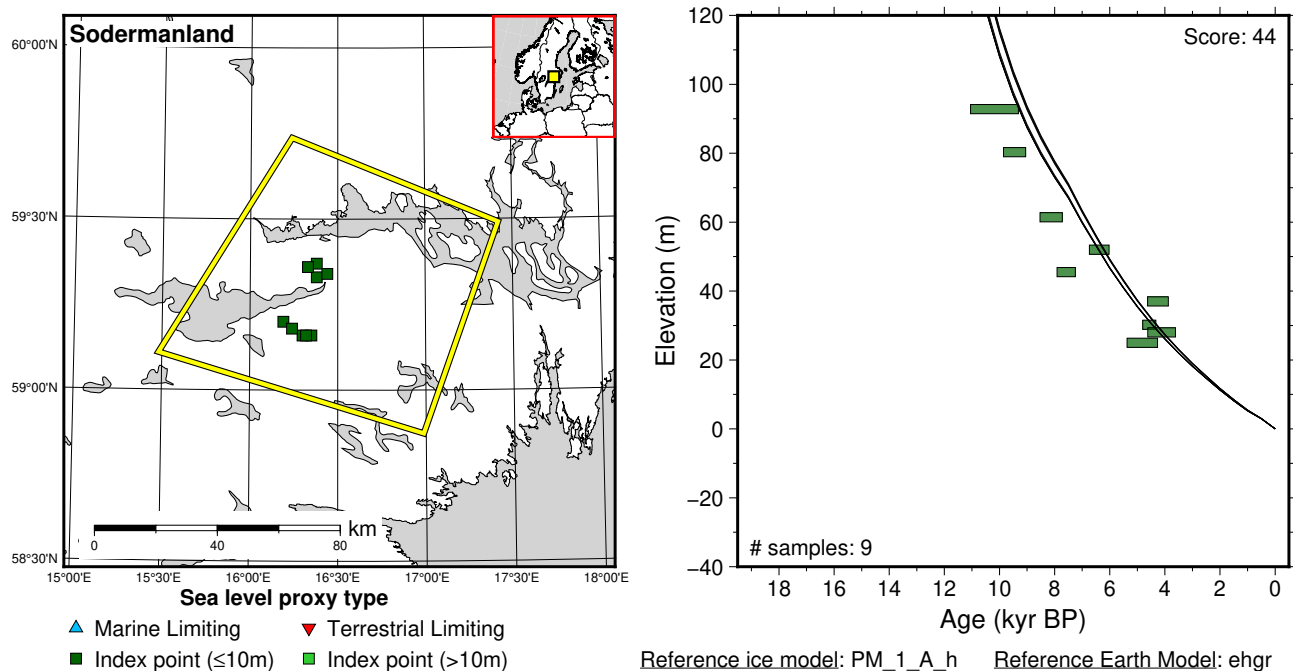 Sodermanland
60°00'N
59°30'N
59°00'N
58°30'N
15°00'E
15°30'E
16°00'E
16°30'E
17°00'E
17°30'E
18°00'E
0
40
80
km
Sea level proxy type
Marine Limiting
Terrestrial Limiting
Index point (≤10m)
Index point (>10m)
Score: 44
120
100
80
60
40
20
0
−20
−40
Elevation (m)
# samples: 9
18
16
14
12
10
8
6
4
2
0
Age (kyr BP)
Reference ice model: PM_1_A_h
Reference Earth Model: ehgr